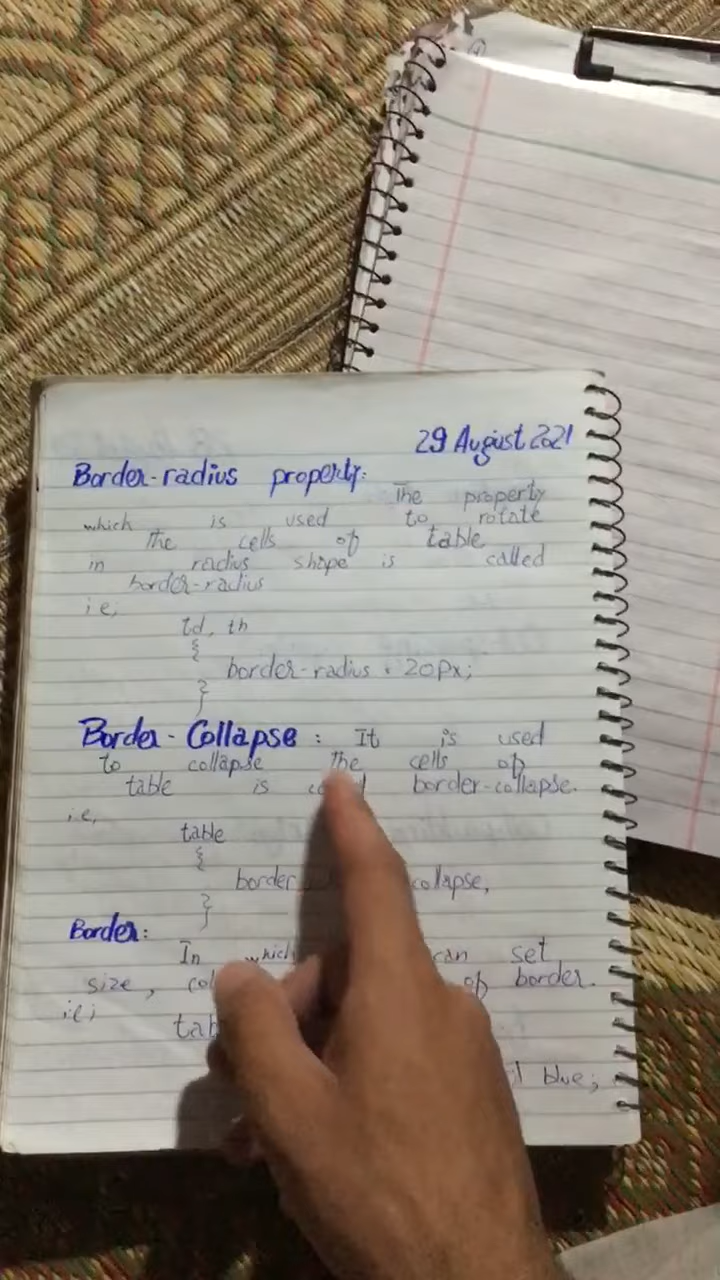 29 August 2021
Border-radius property:
The property
which is used to rotate
the cells of table
in radius shape is called
border-radius
i.e,
td, th
{
border-radius : 20px;
}
Border-Collapse : It is used
to collapse the cells of
table is border-collapse.
i.e,
table
{
border collapse,
}
Border:
In which can set
size, of border.
i.e;
blue;